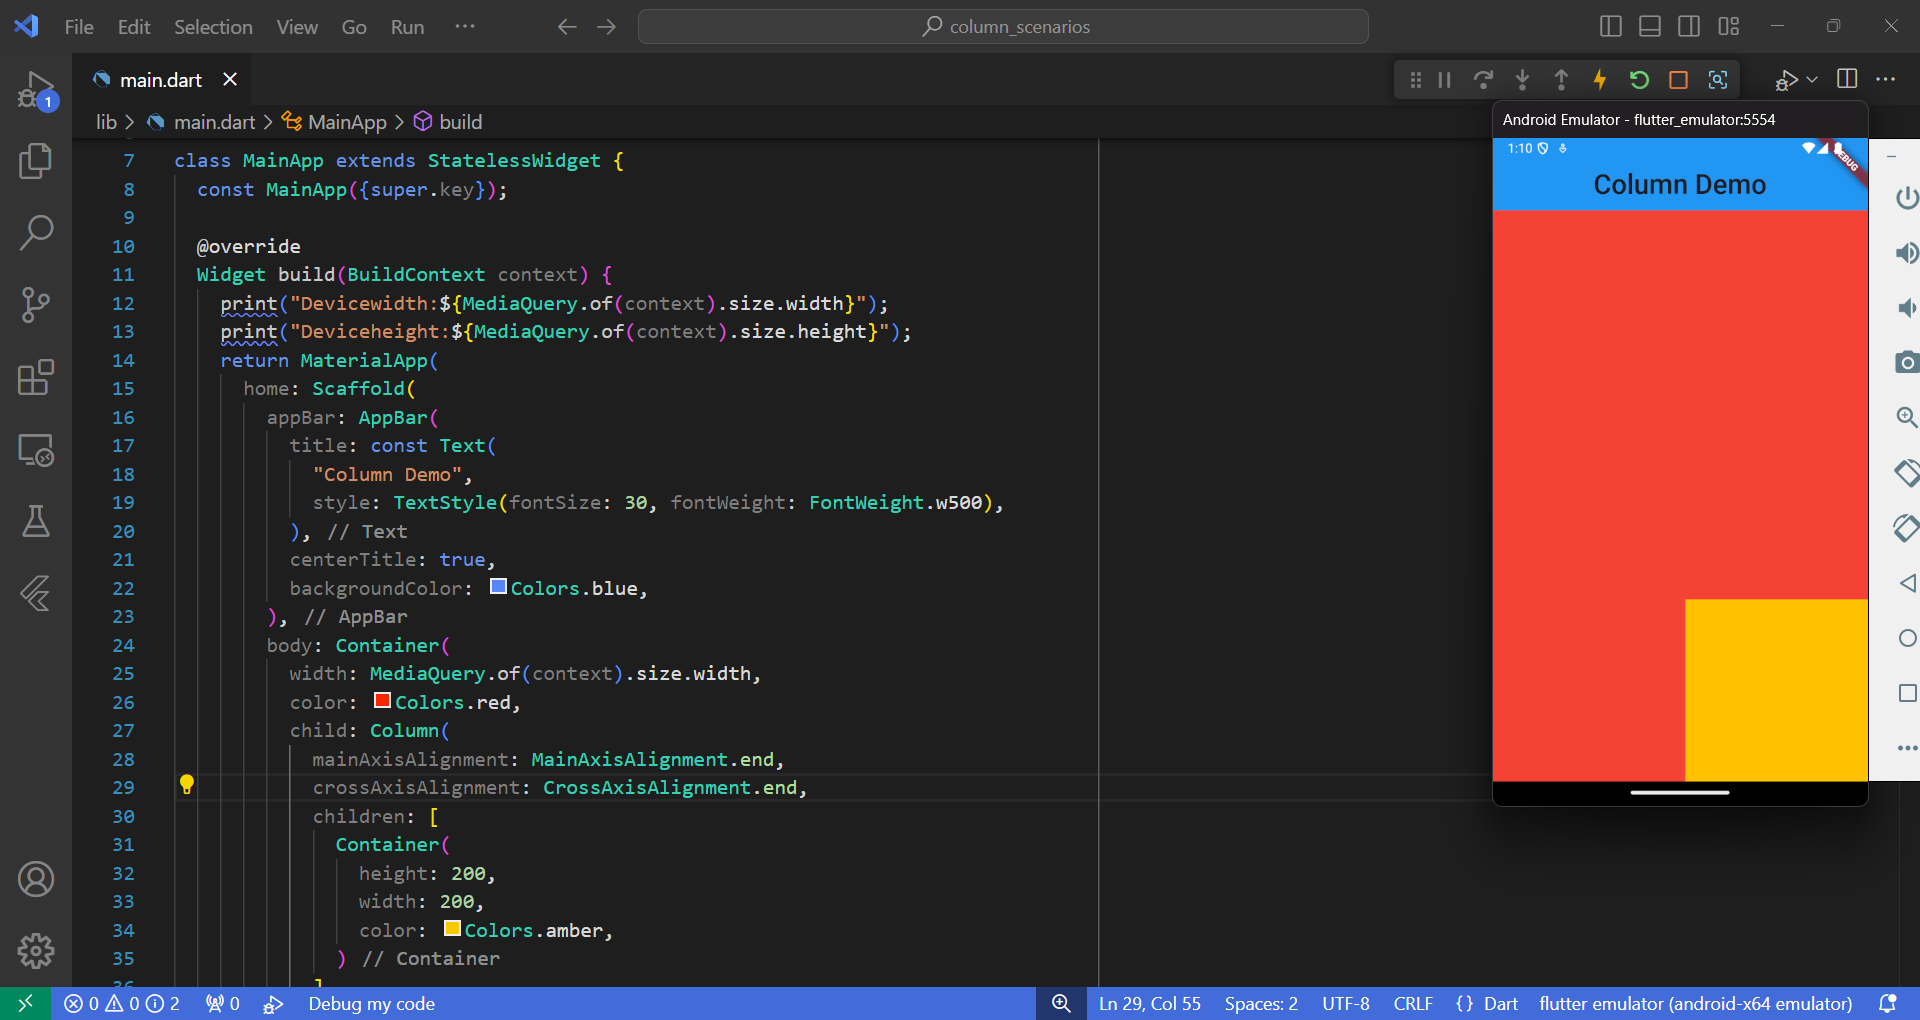 File Edit Selection View Go Run ··· column_scenarios
1
main.dart
lib > main.dart > MainApp > build
7 class MainApp extends StatelessWidget {
8 const MainApp({super.key});
9
10 @override
11 Widget build(BuildContext context) {
12 print("Devicewidth:${MediaQuery.of(context).size.width}");
13 print("Deviceheight:${MediaQuery.of(context).size.height}");
14 return MaterialApp(
15 home: Scaffold(
16 appBar: AppBar(
17 title: const Text(
18 "Column Demo",
19 style: TextStyle(fontSize: 30, fontWeight: FontWeight.w500),
20 ), // Text
21 centerTitle: true,
22 backgroundColor: Colors.blue,
23 ), // AppBar
24 body: Container(
25 width: MediaQuery.of(context).size.width,
26 color: Colors.red,
27 child: Column(
28 mainAxisAlignment: MainAxisAlignment.end,
29 crossAxisAlignment: CrossAxisAlignment.end,
30 children: [
31 Container(
32 height: 200,
33 width: 200,
34 color: Colors.amber,
35 ) // Container
36 ]
Android Emulator - flutter_emulator:5554
1:10
DEBUG
Column Demo
0 0 2 0 Debug my code Ln 29, Col 55 Spaces: 2 UTF-8 CRLF {} Dart flutter emulator (android-x64 emulator)